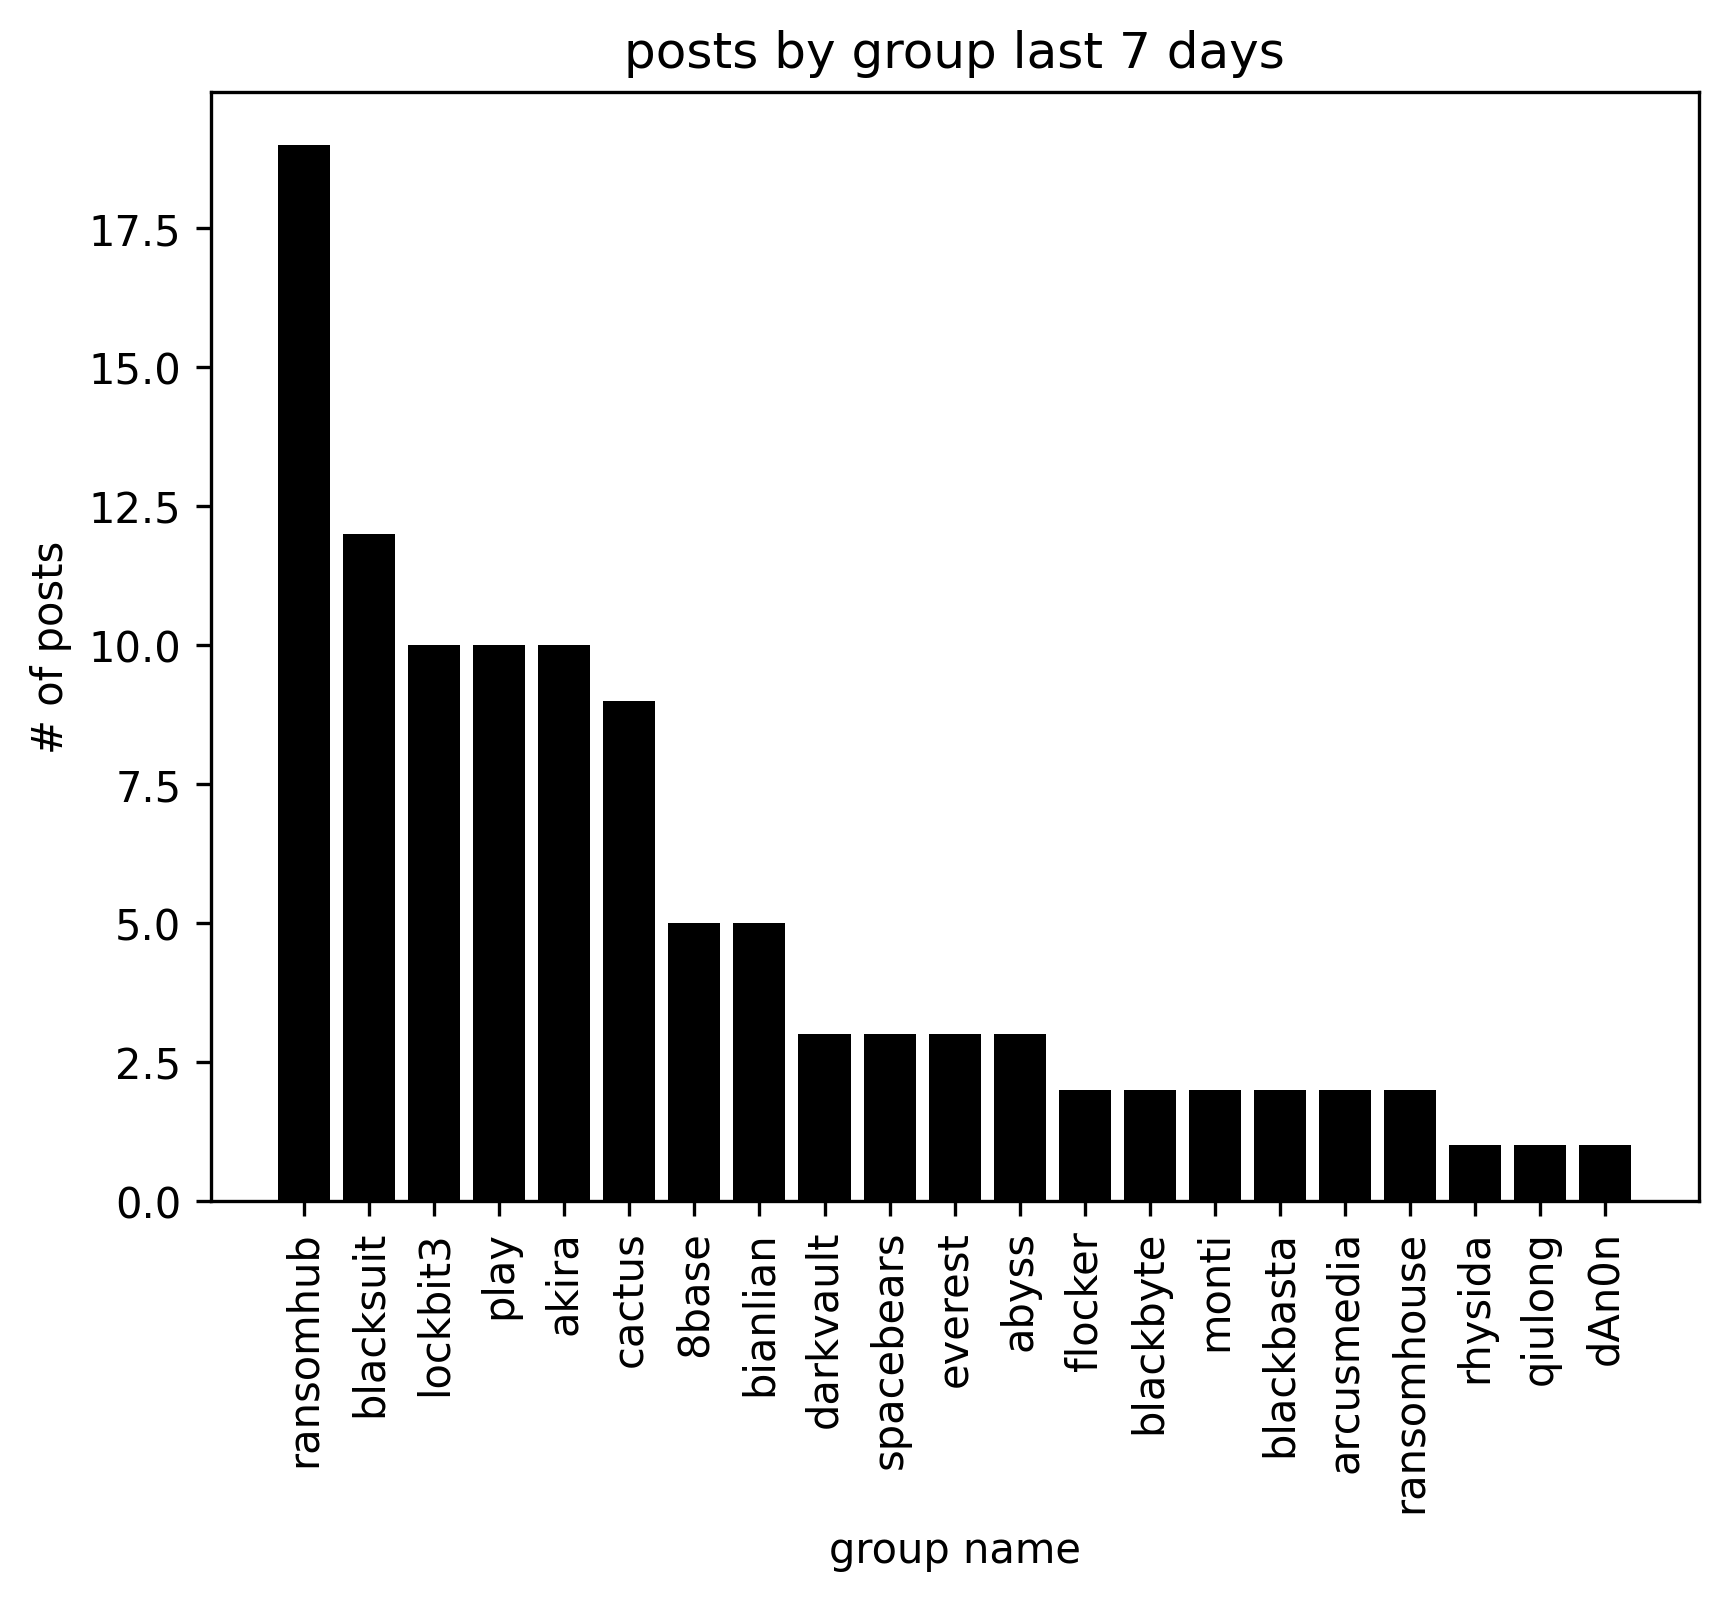 posts by group last 7 days
# of posts
17.5
15.0
12.5
10.0
7.5
5.0
2.5
0.0
ransomhub
blacksuit
lockbit3
play
akira
cactus
8base
bianlian
darkvault
spacebears
everest
abyss
flocker
blackbyte
monti
blackbasta
arcusmedia
ransomhouse
rhysida
qiulong
dAn0n
group name